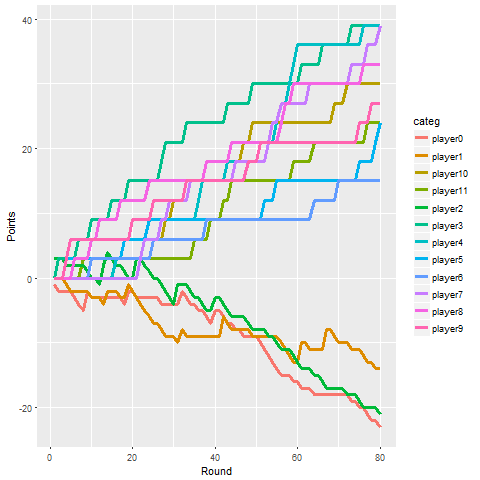 40
20
0
-20
Points
0
20
40
60
80
Round
categ
player0
player1
player10
player11
player2
player3
player4
player5
player6
player7
player8
player9